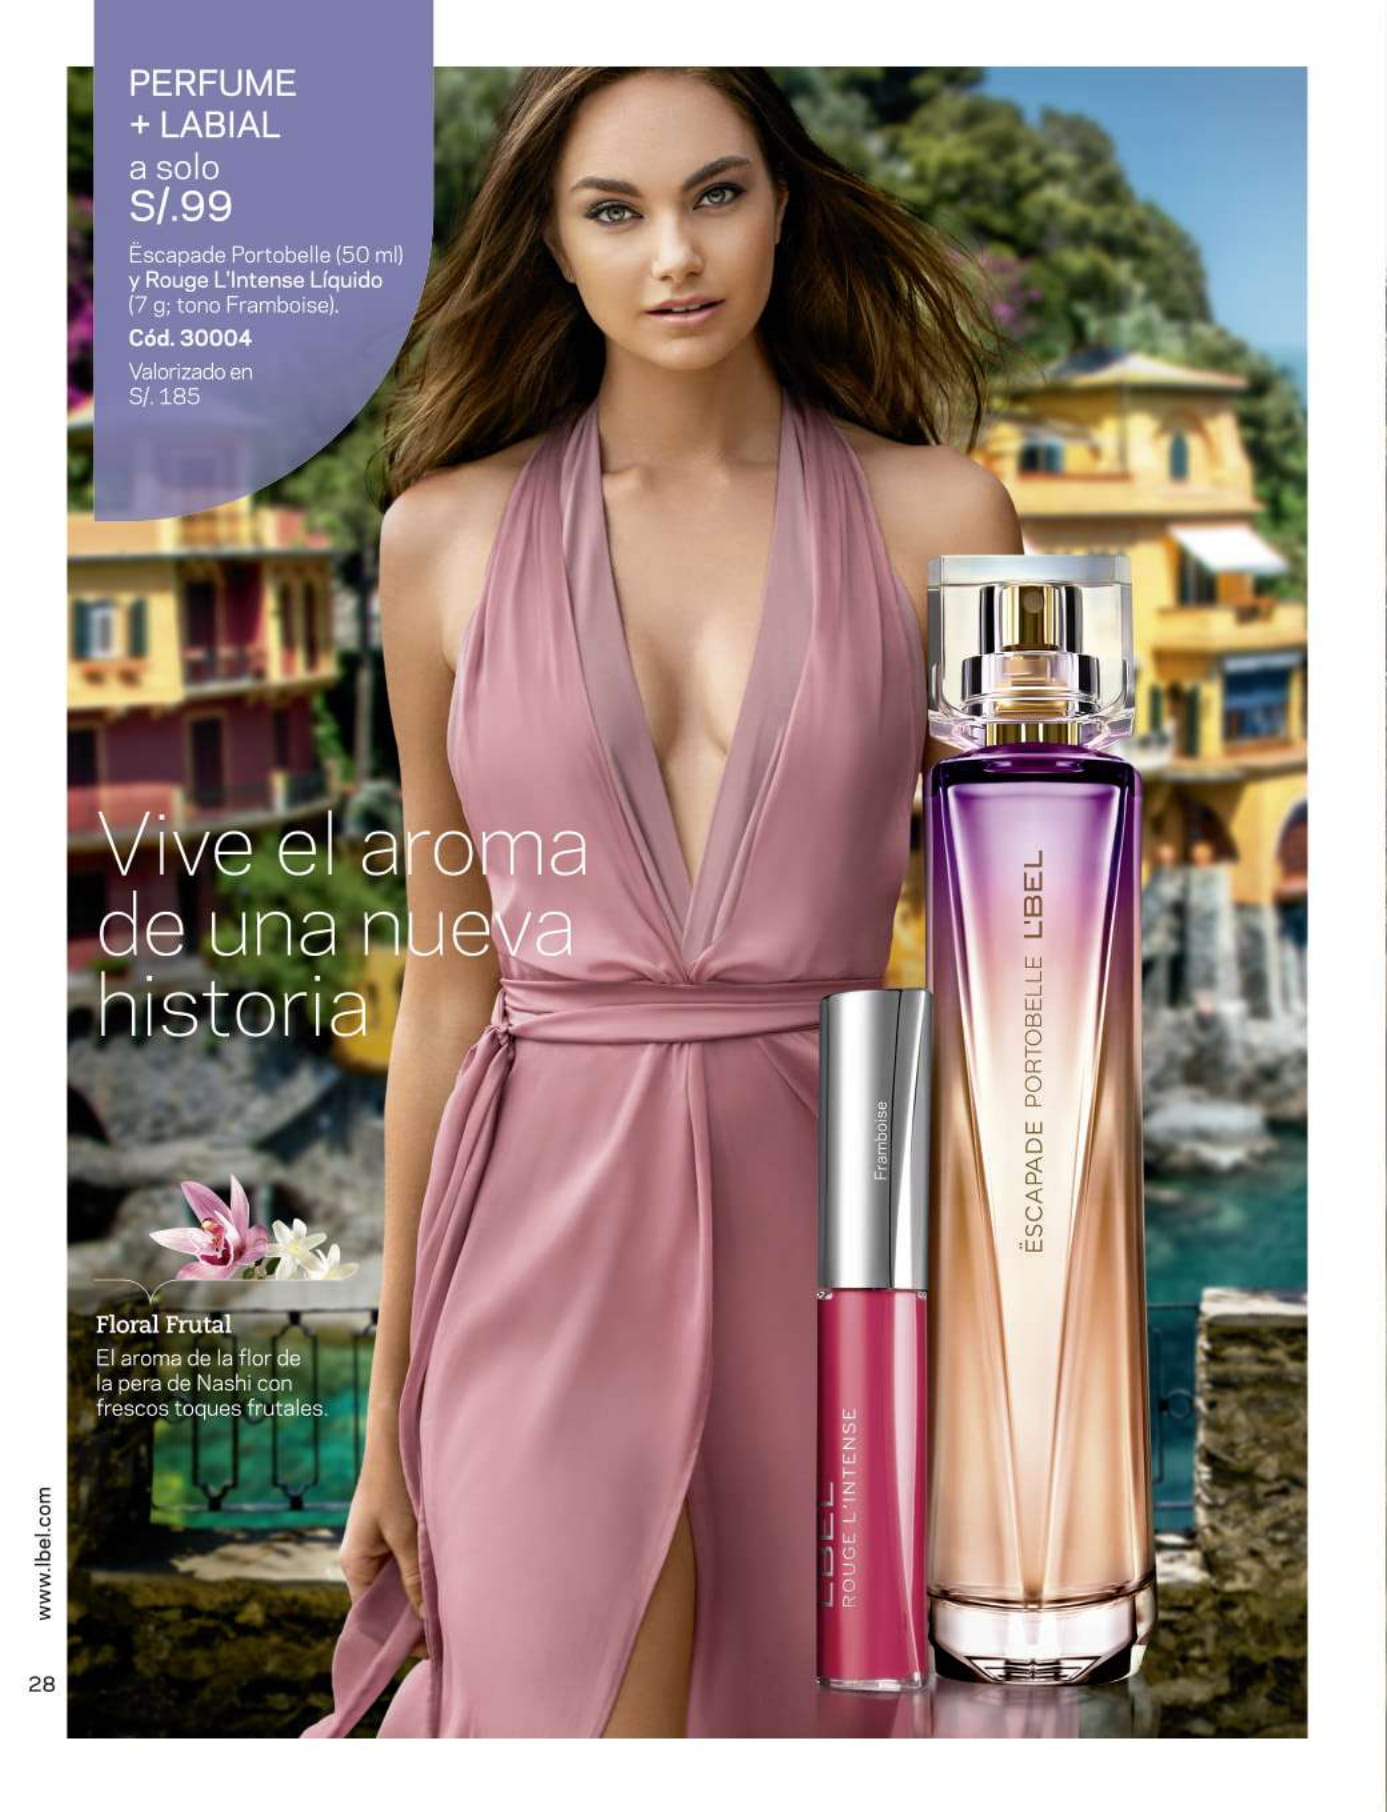 PERFUME
+ LABIAL
a solo
S/.99
Ëscapade Portobelle (50 ml)
y Rouge L'Intense Líquido
(7 g; tono Framboise).
Cód. 30004
Valorizado en
S/. 185
Vive el aroma
de una nueva
historia
Floral Frutal
El aroma de la flor de
la pera de Nashi con
frescos toques frutales.
Framboise
LBEL
ROUGE L'INTENSE
ËSCAPADE PORTOBELLE L'BEL
www.lbel.com
28